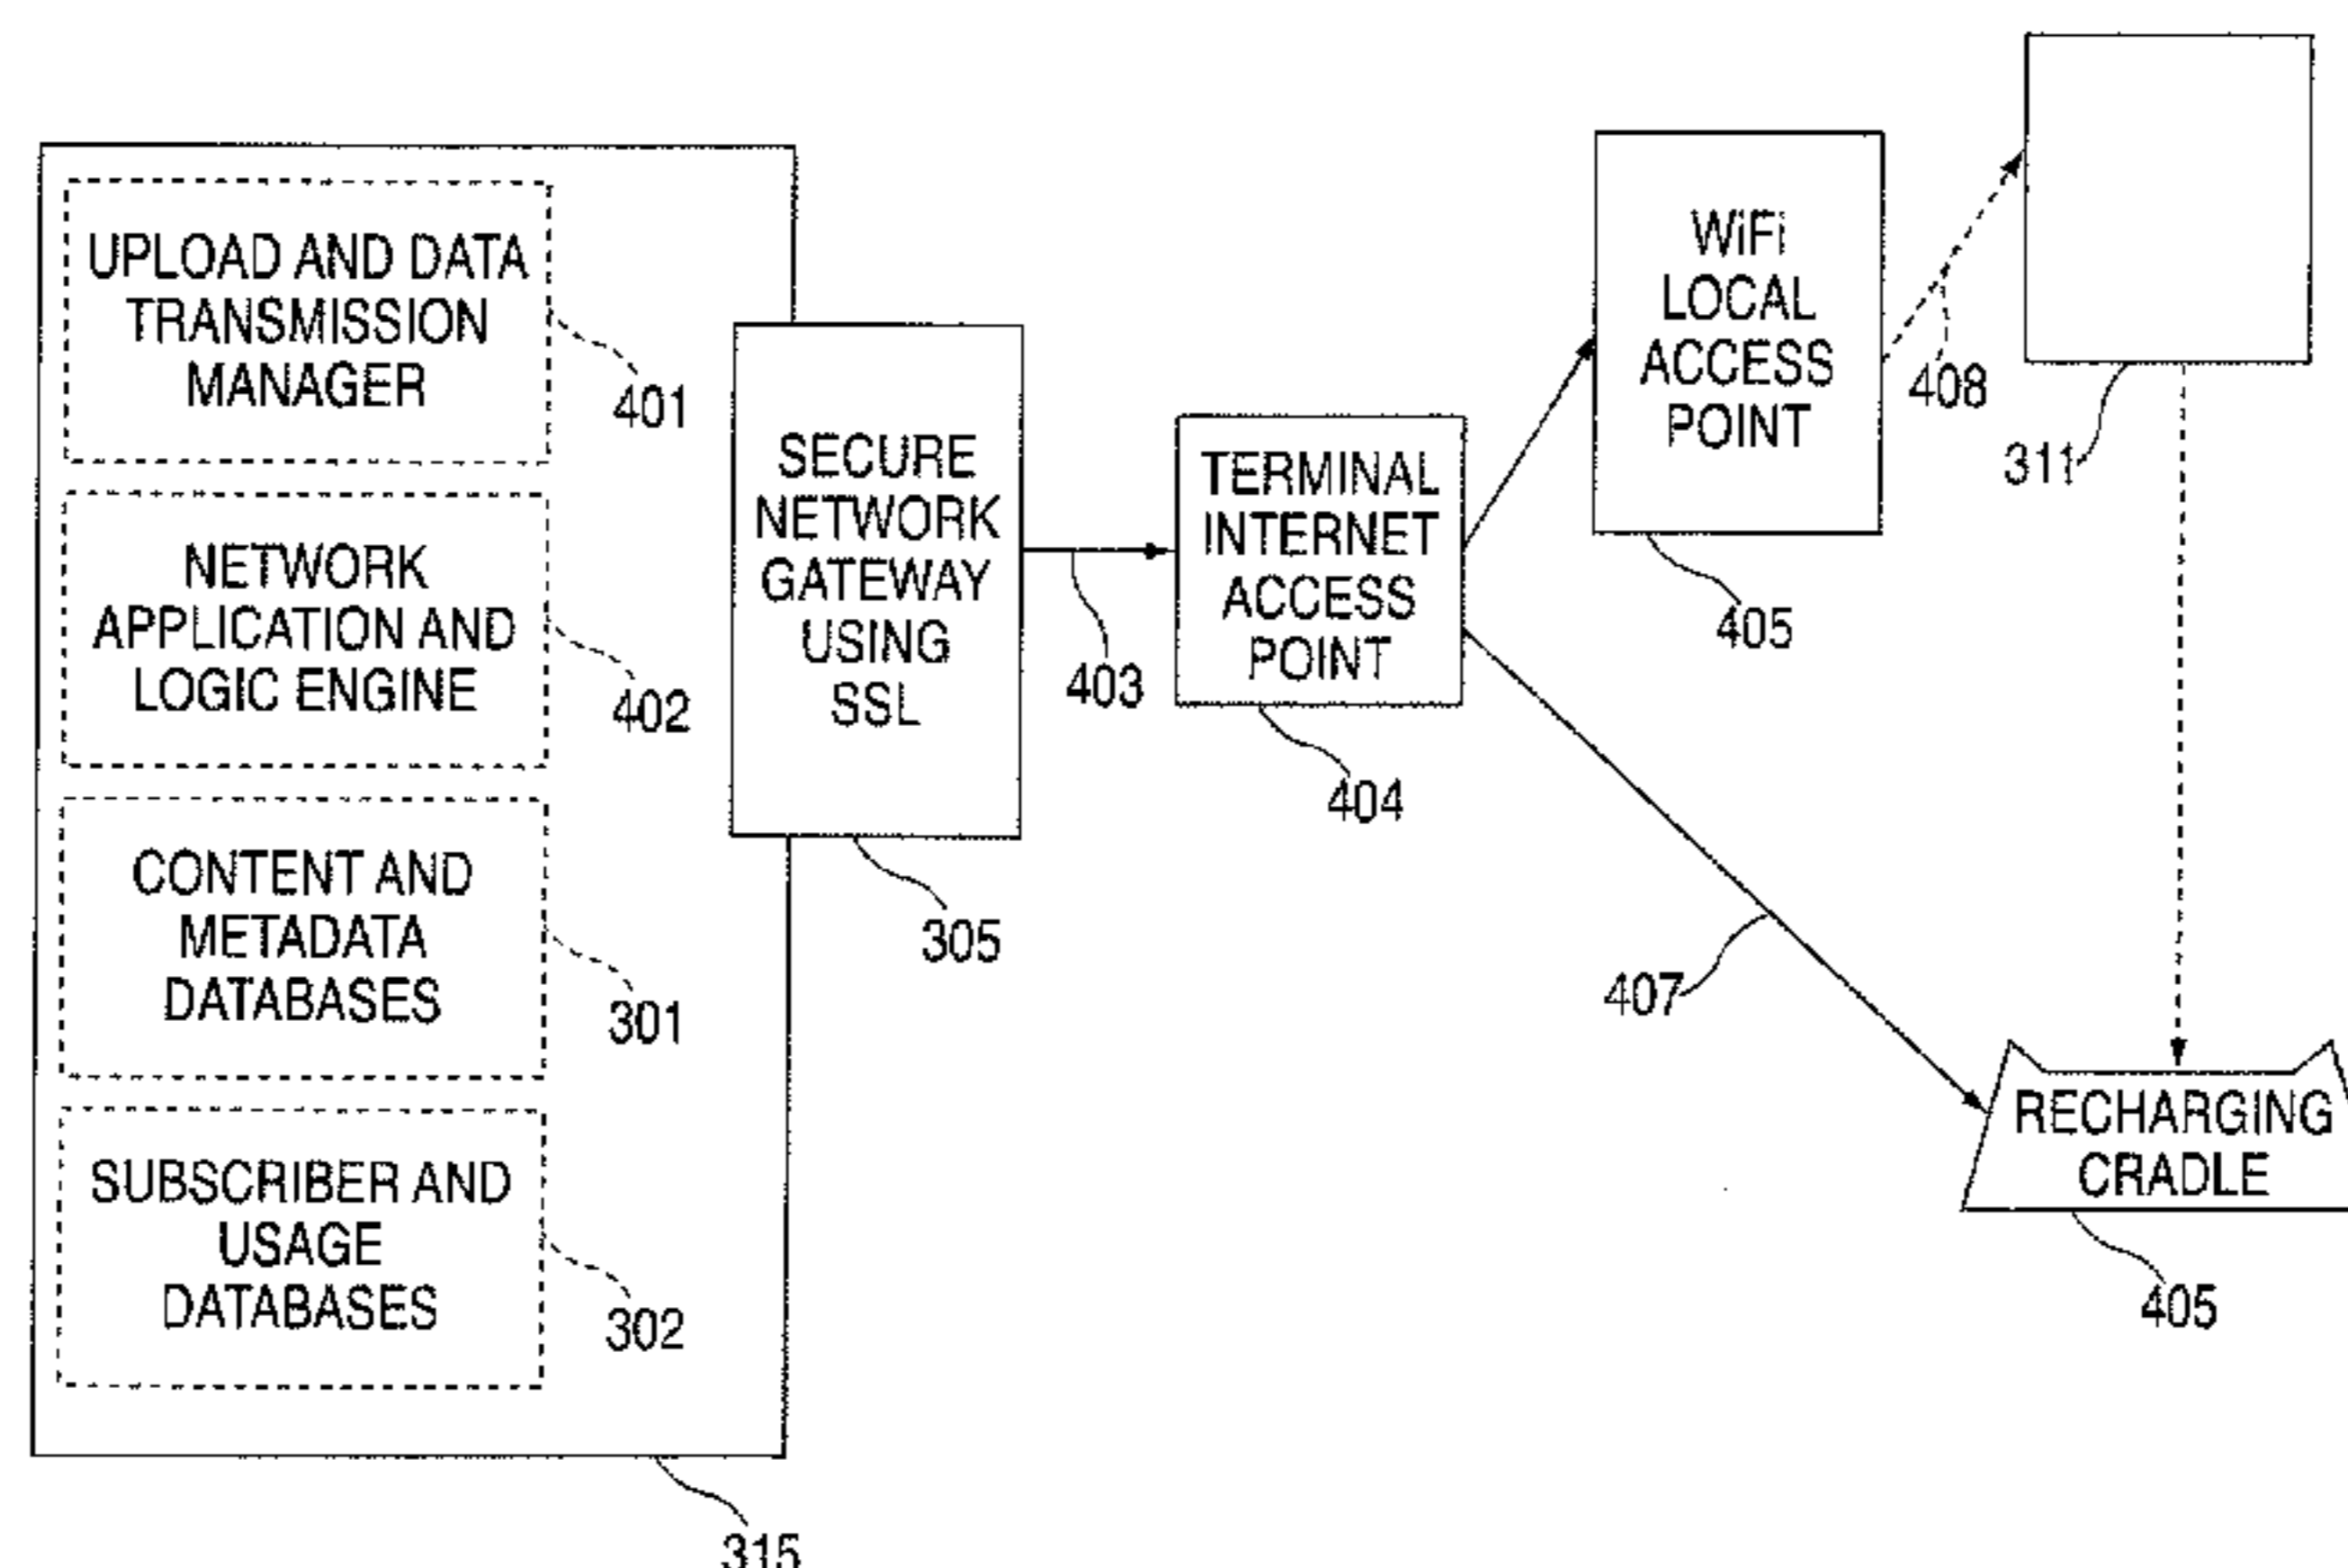 UPLOAD AND DATA
TRANSMISSION
MANAGER
401
NETWORK
APPLICATION AND
LOGIC ENGINE
402
CONTENT AND
METADATA
DATABASES
301
SUBSCRIBER AND
USAGE
DATABASES
302
315
SECURE
NETWORK
GATEWAY
USING
SSL
305
403
TERMINAL
INTERNET
ACCESS
POINT
404
WiFi
LOCAL
ACCESS
POINT
405
408
311
407
RECHARGING
CRADLE
405